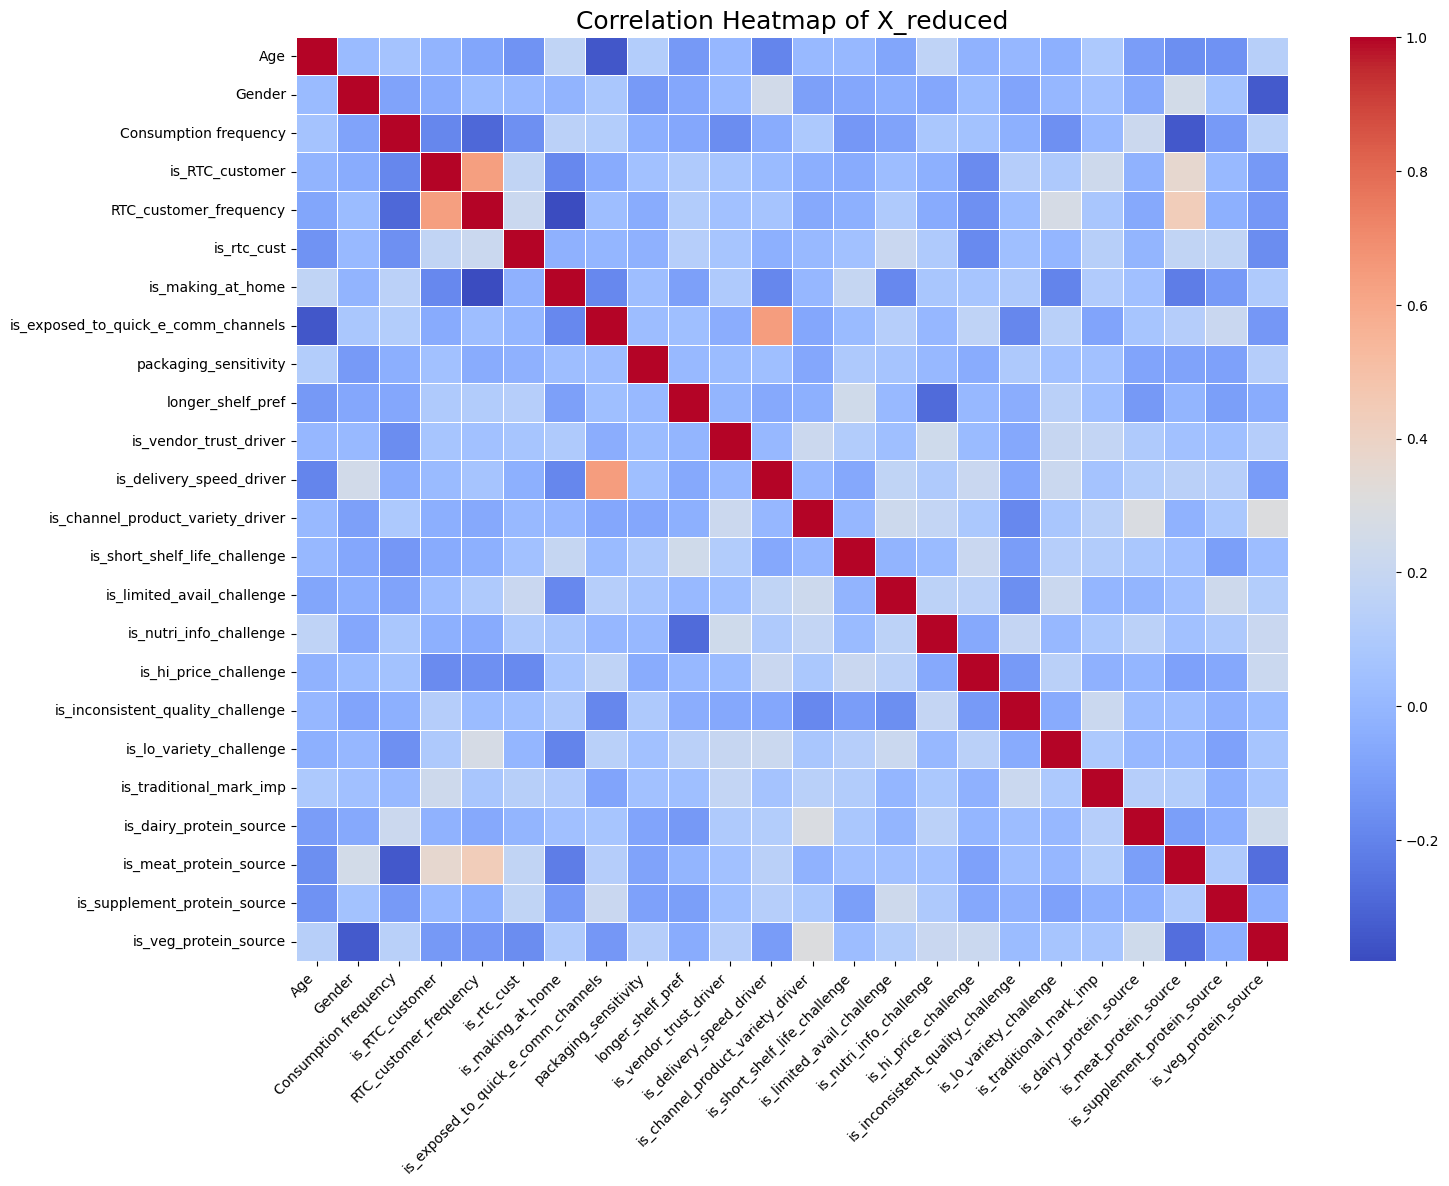 Correlation Heatmap of X_reduced
Age
Gender
Consumption frequency
is_RTC_customer
RTC_customer_frequency
is_rtc_cust
is_making_at_home
is_exposed_to_quick_e_comm_channels
packaging_sensitivity
longer_shelf_pref
is_vendor_trust_driver
is_delivery_speed_driver
is_channel_product_variety_driver
is_short_shelf_life_challenge
is_limited_avail_challenge
is_nutri_info_challenge
is_hi_price_challenge
is_inconsistent_quality_challenge
is_lo_variety_challenge
is_traditional_mark_imp
is_dairy_protein_source
is_meat_protein_source
is_supplement_protein_source
is_veg_protein_source
Age
Gender
Consumption frequency
is_RTC_customer
RTC_customer_frequency
is_rtc_cust
is_making_at_home
is_exposed_to_quick_e_comm_channels
packaging_sensitivity
longer_shelf_pref
is_vendor_trust_driver
is_delivery_speed_driver
is_channel_product_variety_driver
is_short_shelf_life_challenge
is_limited_avail_challenge
is_nutri_info_challenge
is_hi_price_challenge
is_inconsistent_quality_challenge
is_lo_variety_challenge
is_traditional_mark_imp
is_dairy_protein_source
is_meat_protein_source
is_supplement_protein_source
is_veg_protein_source
1.0
0.8
0.6
0.4
0.2
0.0
−0.2